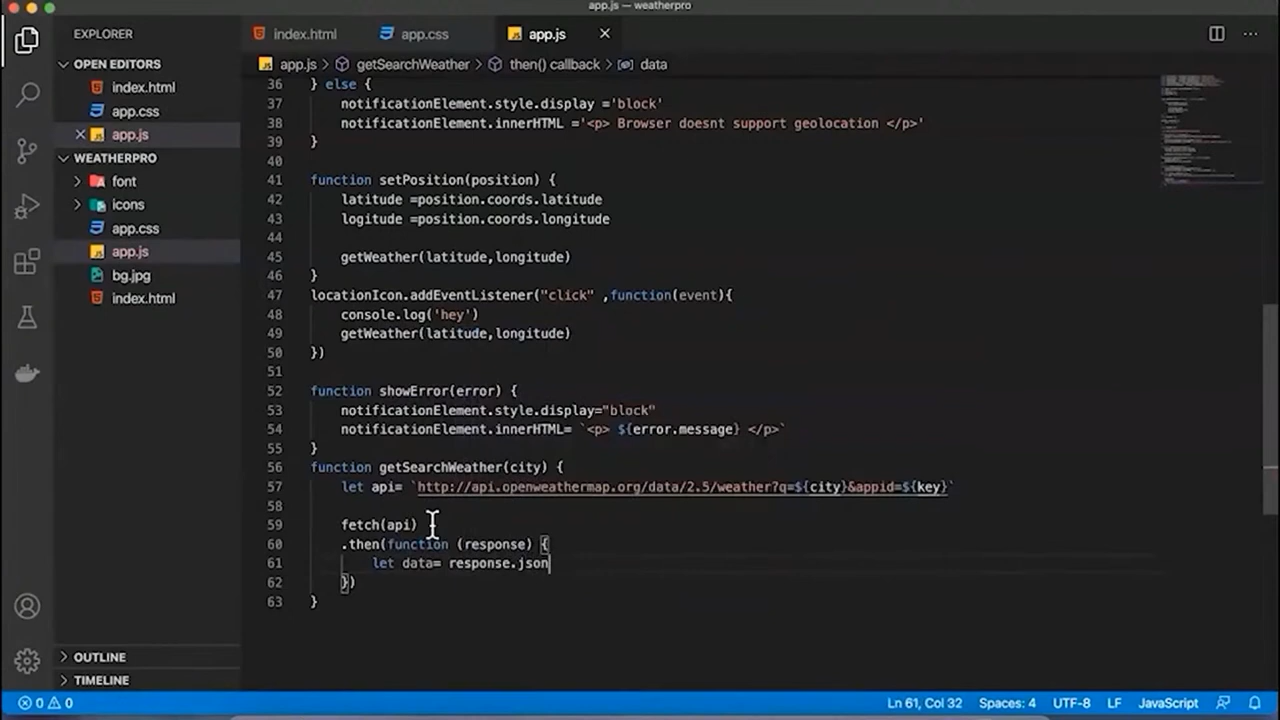 app.js — weatherpro
EXPLORER
OPEN EDITORS
index.html
app.css
app.js
WEATHERPRO
font
icons
app.css
app.js
bg.jpg
index.html
OUTLINE
TIMELINE
index.html
app.css
app.js
app.js > getSearchWeather > then() callback > data
36 } else {
37 notificationElement.style.display ='block'
38 notificationElement.innerHTML ='<p> Browser doesnt support geolocation </p>'
39 }
40
41 function setPosition(position) {
42 latitude =position.coords.latitude
43 logitude =position.coords.longitude
44
45 getWeather(latitude,longitude)
46 }
47 locationIcon.addEventListener("click" ,function(event){
48 console.log('hey')
49 getWeather(latitude,longitude)
50 })
51
52 function showError(error) {
53 notificationElement.style.display="block"
54 notificationElement.innerHTML= `<p> ${error.message} </p>`
55 }
56 function getSearchWeather(city) {
57 let api= `http://api.openweathermap.org/data/2.5/weather?q=${city}&appid=${key}`
58
59 fetch(api)
60 .then(function (response) {
61 let data= response.json
62 })
63 }
0 0 Ln 61, Col 32 Spaces: 4 UTF-8 LF JavaScript